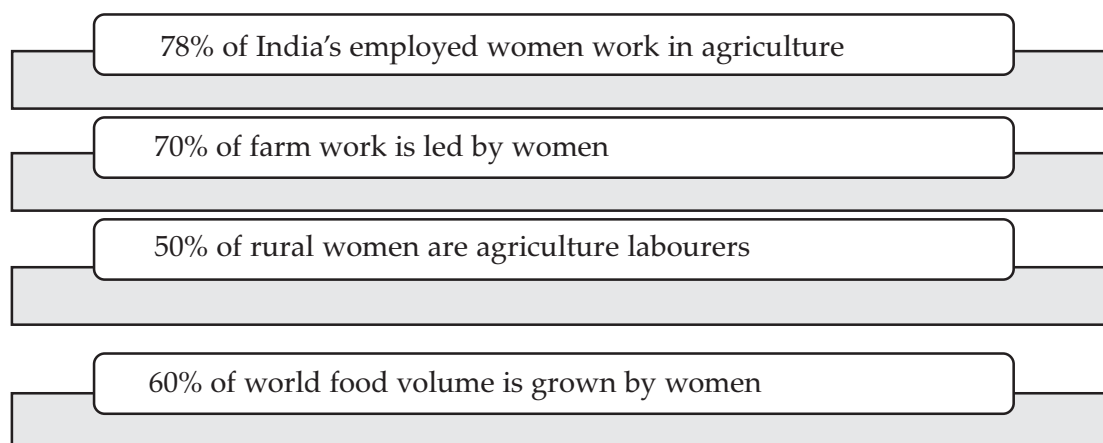 78% of India’s employed women work in agriculture
70% of farm work is led by women
50% of rural women are agriculture labourers
60% of world food volume is grown by women